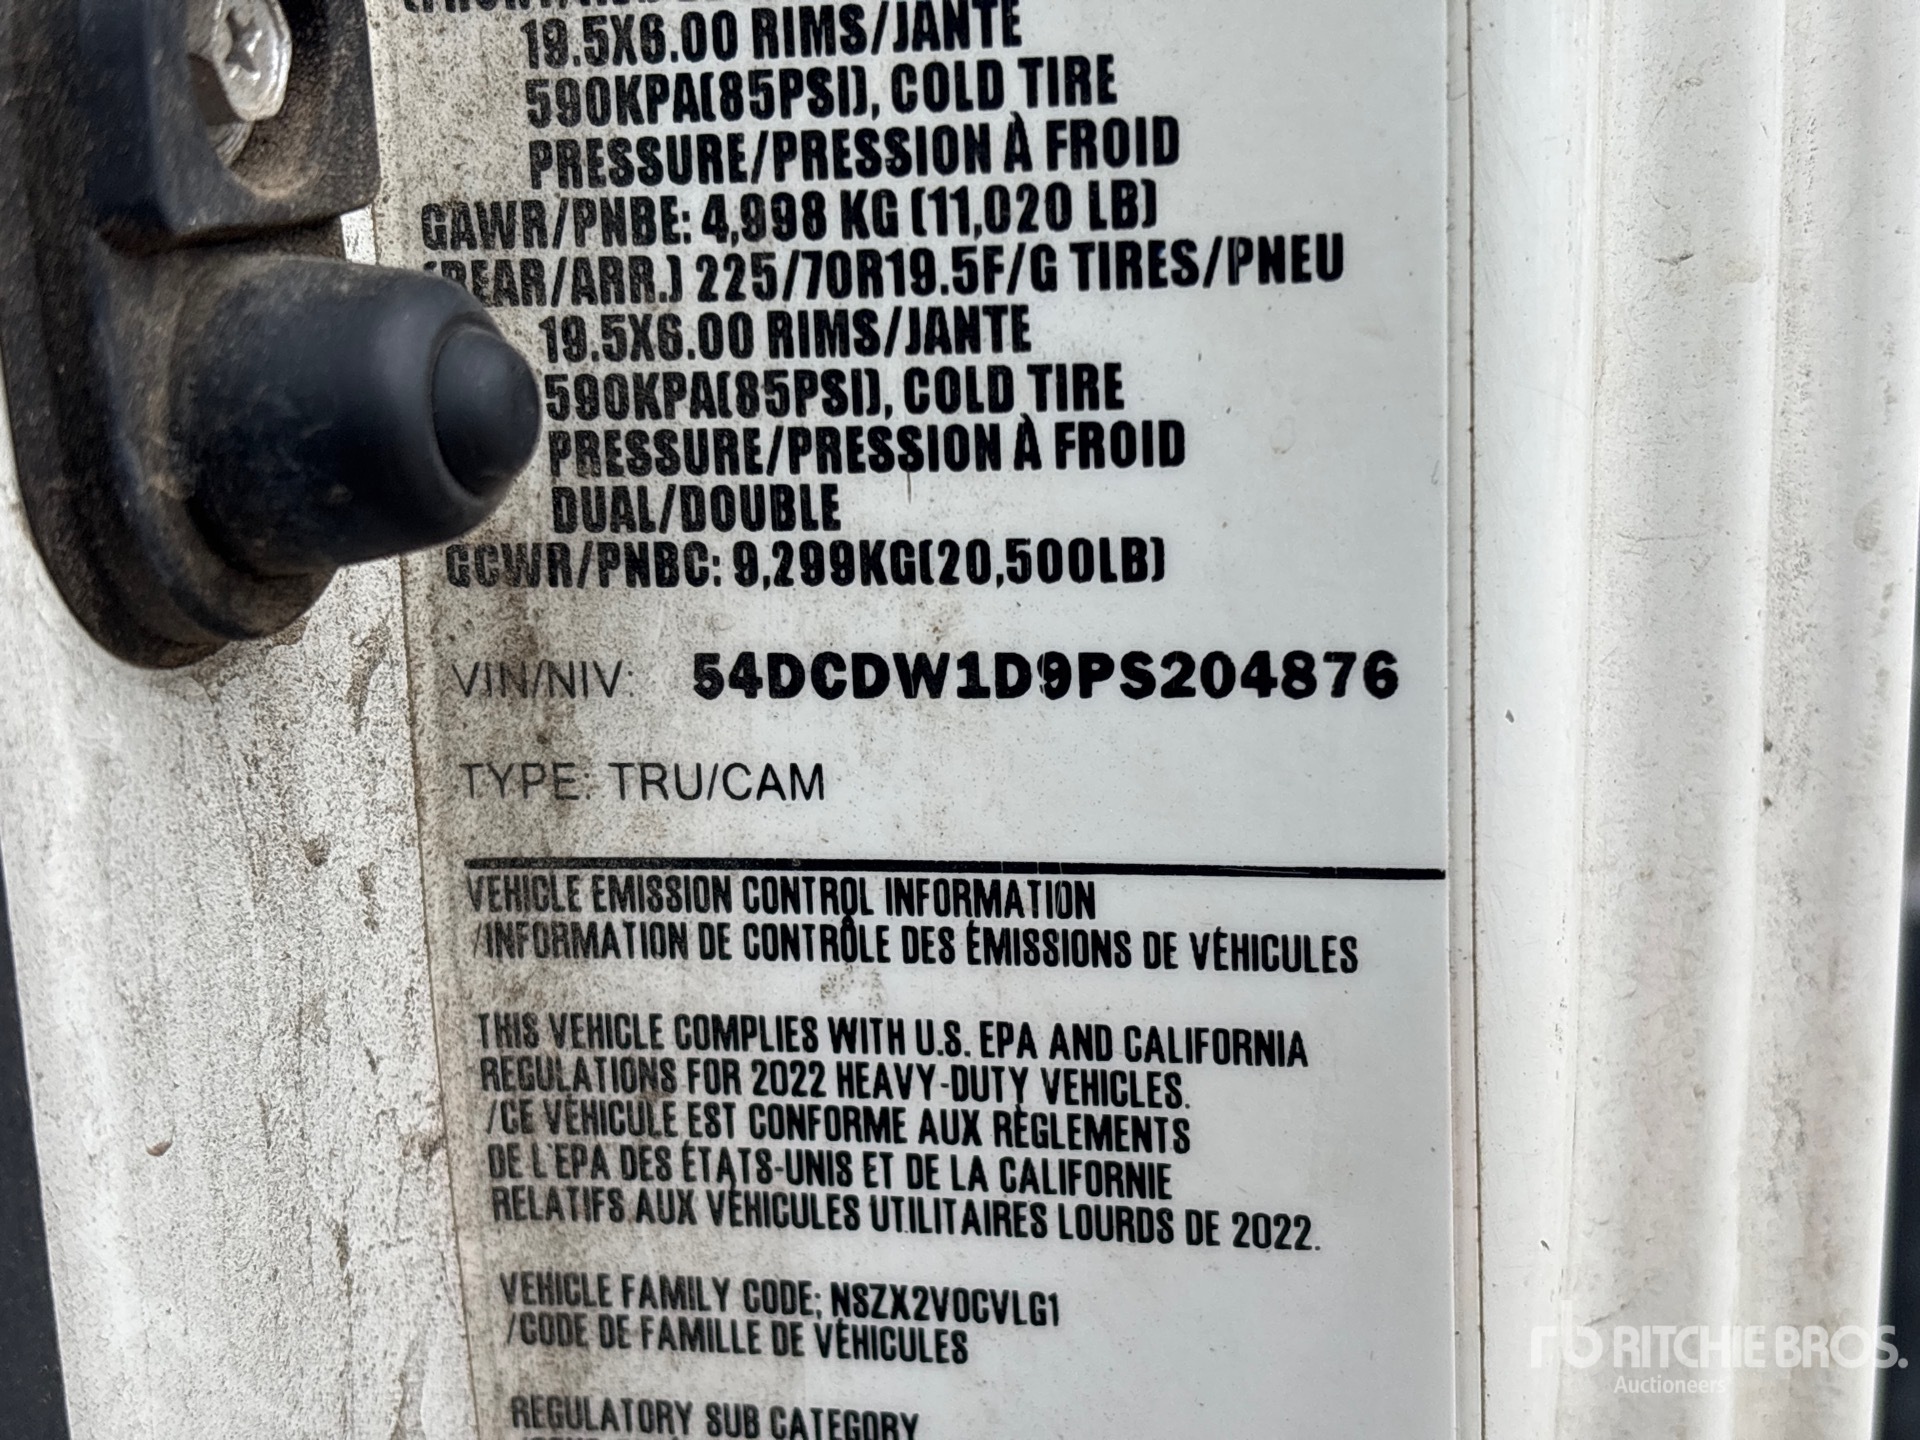 19.5X6.00 RIMS/JANTE
590KPA(85PSI), COLD TIRE
PRESSURE/PRESSION À FROID
GAWR/PNBE: 4,998 KG (11,020 LB)
(REAR/ARR.) 225/70R19.5F/G TIRES/PNEU
19.5X6.00 RIMS/JANTE
590KPA(85PSI), COLD TIRE
PRESSURE/PRESSION À FROID
DUAL/DOUBLE
GCWR/PNBC: 9,299KG(20,500LB)
VIN/NIV: 54DCDW1D9PS204876
TYPE: TRU/CAM
VEHICLE EMISSION CONTROL INFORMATION
/INFORMATION DE CONTRÔLE DES ÉMISSIONS DE VÉHICULES
THIS VEHICLE COMPLIES WITH U.S. EPA AND CALIFORNIA
REGULATIONS FOR 2022 HEAVY-DUTY VEHICLES.
/CE VÉHICULE EST CONFORME AUX RÈGLEMENTS
DE L'EPA DES ÉTATS-UNIS ET DE LA CALIFORNIE
RELATIFS AUX VÉHICULES UTILITAIRES LOURDS DE 2022.
VEHICLE FAMILY CODE: NSZX2VOCVLG1
/CODE DE FAMILLE DE VÉHICULES
REGULATORY SUB CATEGORY
RITCHIE BROS.
Auctioneers